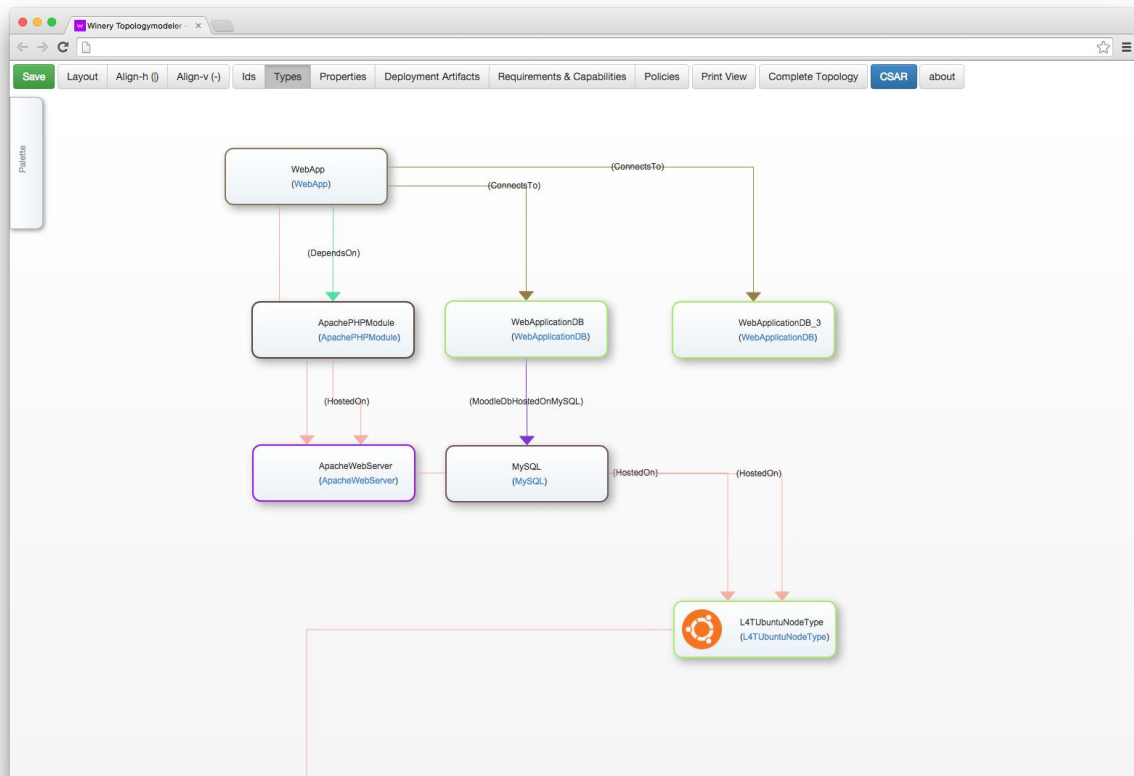 w Winery Topologymodeler – ×
Save Layout Align-h (|) Align-v (-) Ids Types Properties Deployment Artifacts Requirements & Capabilities Policies Print View Complete Topology CSAR about
Palette
WebApp
(WebApp)
(ConnectsTo)
(ConnectsTo)
(DependsOn)
ApachePHPModule
(ApachePHPModule)
WebApplicationDB
(WebApplicationDB)
WebApplicationDB_3
(WebApplicationDB)
(HostedOn)
(MoodleDbHostedOnMySQL)
ApacheWebServer
(ApacheWebServer)
MySQL
(MySQL)
(HostedOn)
(HostedOn)
L4TUbuntuNodeType
(L4TUbuntuNodeType)